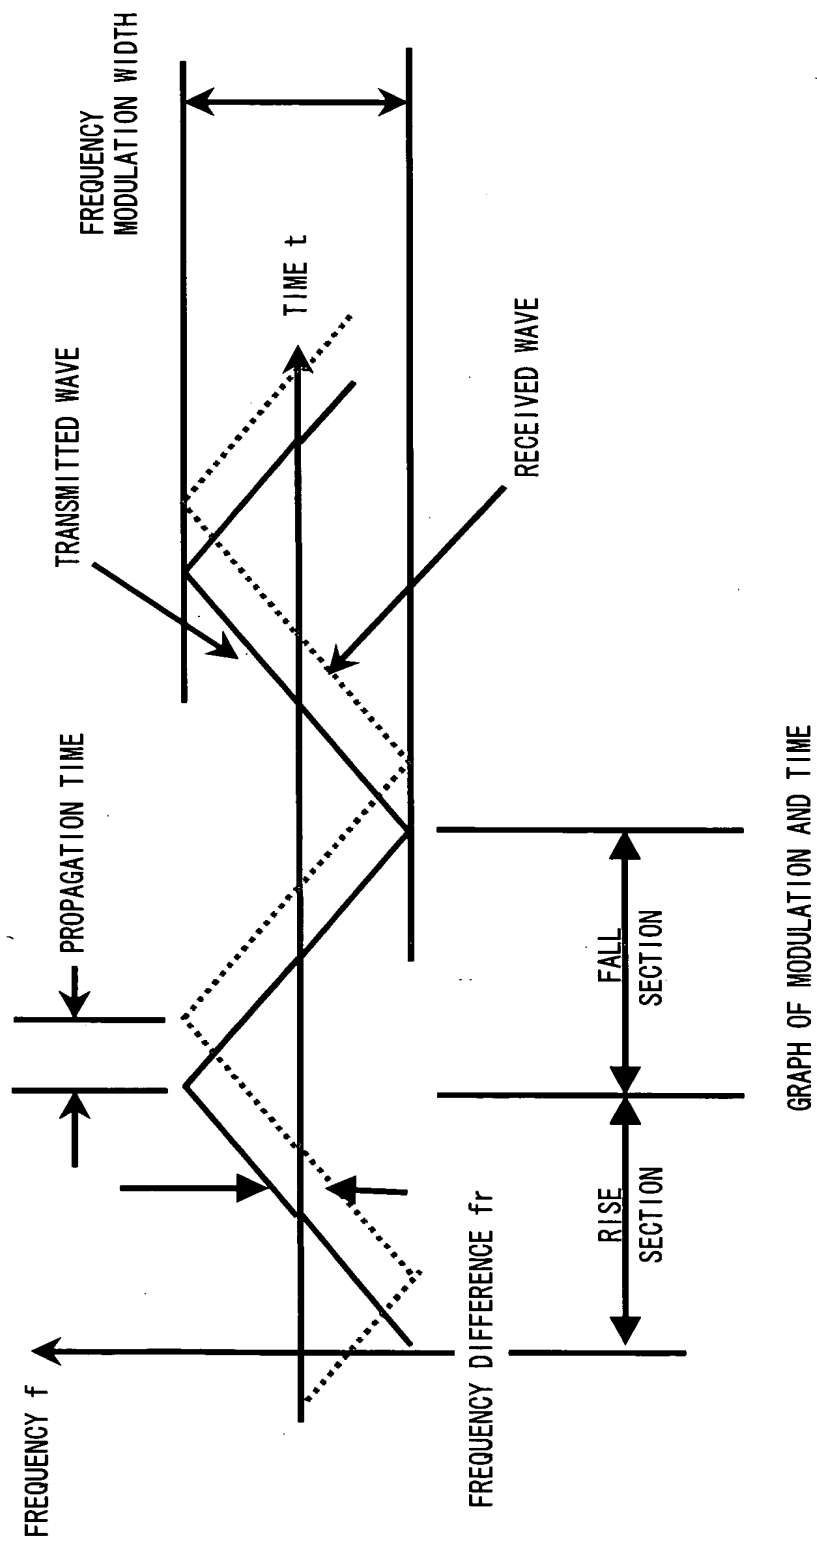 FREQUENCY f
PROPAGATION TIME
TRANSMITTED WAVE
FREQUENCY
MODULATION WIDTH
TIME t
RECEIVED WAVE
FREQUENCY DIFFERENCE fr
RISE
SECTION
FALL
SECTION
GRAPH OF MODULATION AND TIME